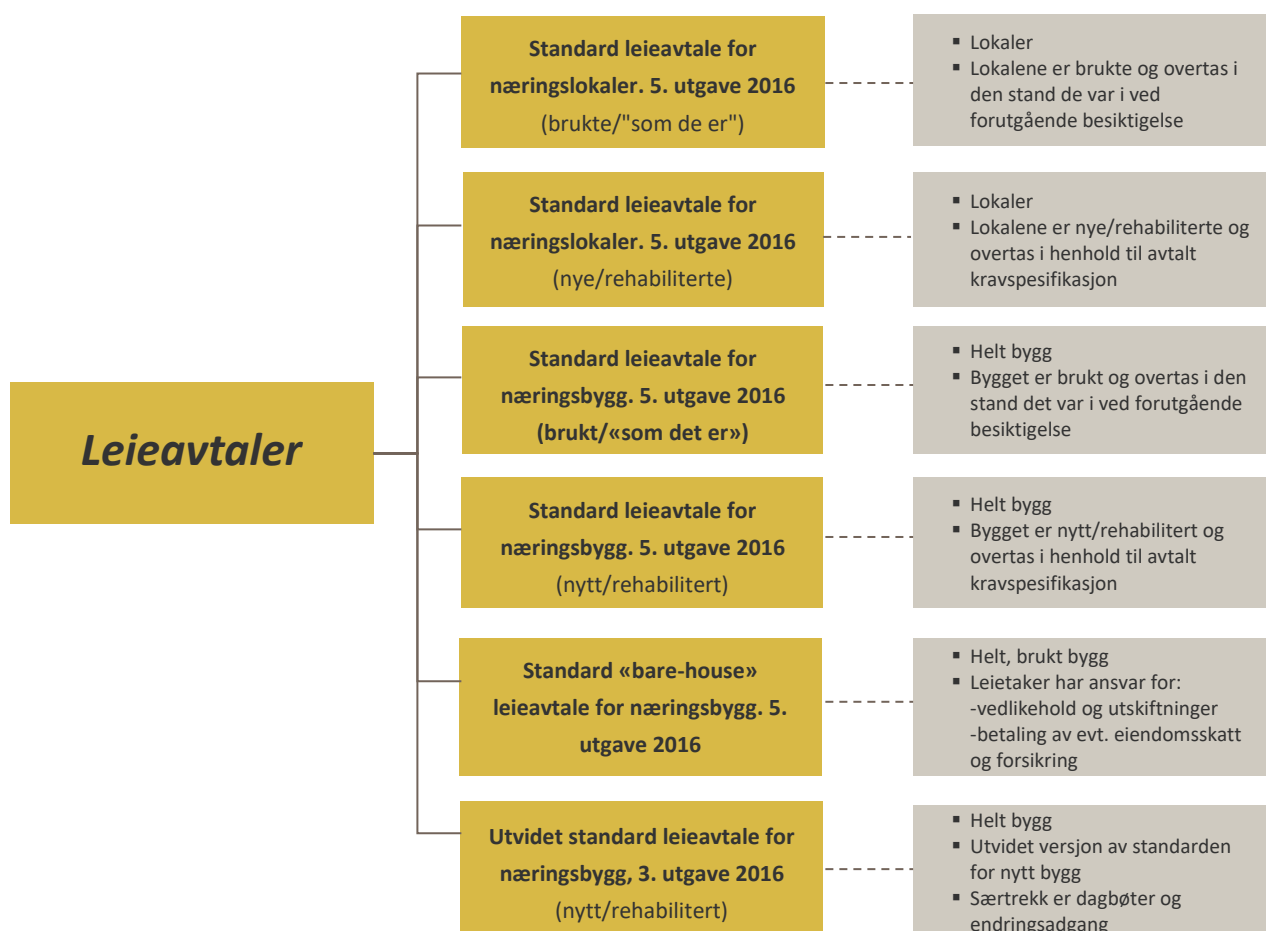 Leieavtaler
Standard leieavtale for
næringslokaler. 5. utgave 2016
(brukte/"som de er")
▪ Lokaler
▪ Lokalene er brukte og overtas i
den stand de var i ved
forutgående besiktigelse
Standard leieavtale for
næringslokaler. 5. utgave 2016
(nye/rehabiliterte)
▪ Lokaler
▪ Lokalene er nye/rehabiliterte og
overtas i henhold til avtalt
kravspesifikasjon
Standard leieavtale for
næringsbygg. 5. utgave 2016
(brukt/«som det er»)
▪ Helt bygg
▪ Bygget er brukt og overtas i den
stand det var i ved forutgående
besiktigelse
Standard leieavtale for
næringsbygg. 5. utgave 2016
(nytt/rehabilitert)
▪ Helt bygg
▪ Bygget er nytt/rehabilitert og
overtas i henhold til avtalt
kravspesifikasjon
Standard «bare-house»
leieavtale for næringsbygg. 5.
utgave 2016
▪ Helt, brukt bygg
▪ Leietaker har ansvar for:
-vedlikehold og utskiftninger
-betaling av evt. eiendomsskatt
og forsikring
Utvidet standard leieavtale for
næringsbygg, 3. utgave 2016
(nytt/rehabilitert)
▪ Helt bygg
▪ Utvidet versjon av standarden
for nytt bygg
▪ Særtrekk er dagbøter og
endringsadgang